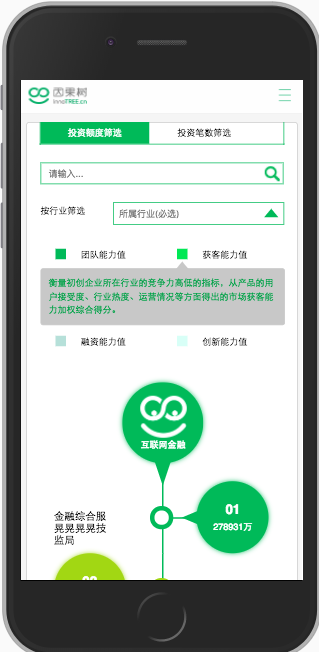 因果树
innoTREE.cn
投资额度筛选
投资笔数筛选
请输入...
按行业筛选
所属行业(必选)
团队能力值
获客能力值
衡量初创企业所在行业的竞争力高低的指标，从产品的用
户接受度、行业热度、运营情况等方面得出的市场获客能
力加权综合得分。
融资能力值
创新能力值
互联网金融
01
278931万
金融综合服
晃晃晃晃技
监局